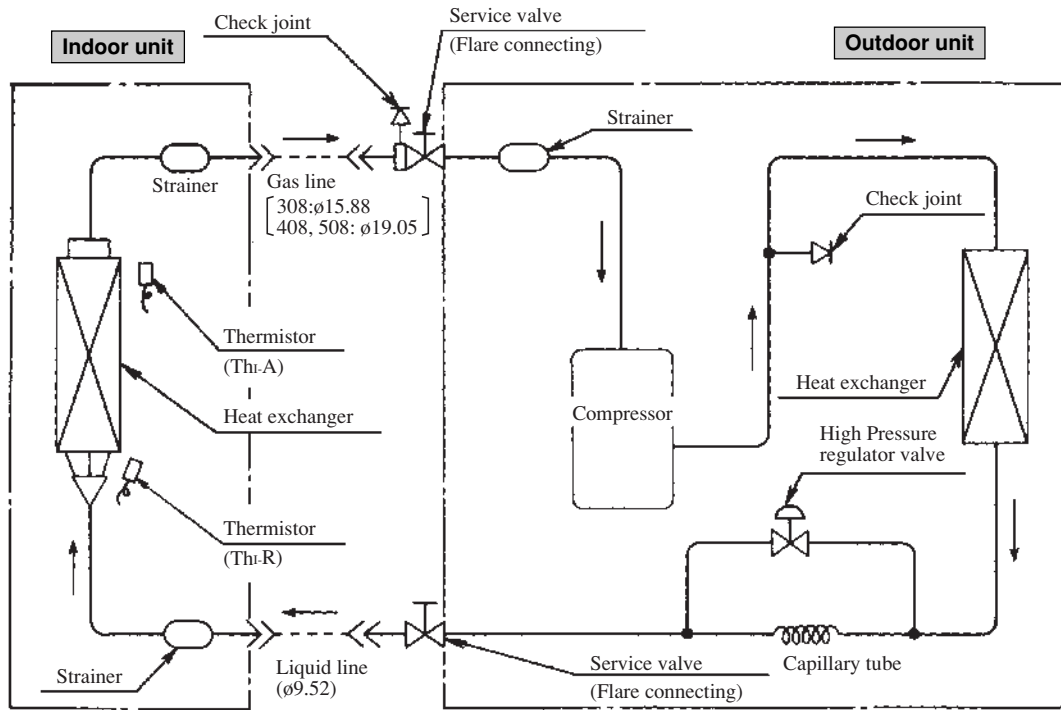 Check joint
Service valve
(Flare connecting)
Indoor unit
Outdoor unit
Strainer
Strainer
Gas line
308:ø15.88
408, 508: ø19.05
Check joint
Thermistor
(ThI-A)
Heat exchanger
Compressor
Heat exchanger
High Pressure
regulator valve
Thermistor
(ThI-R)
Strainer
Liquid line
(ø9.52)
Service valve
(Flare connecting)
Capillary tube